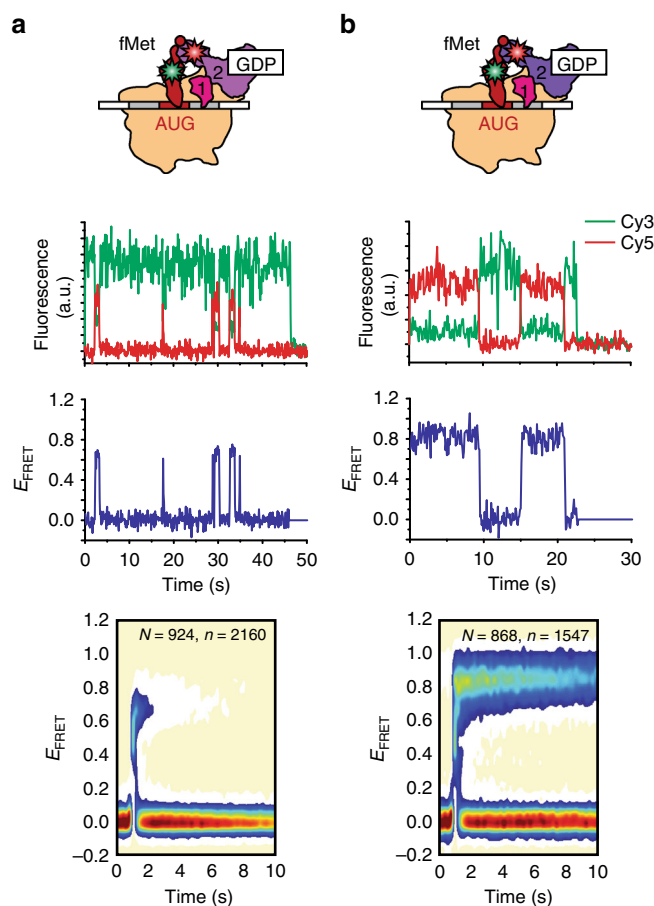 a
b
fMet
GDP
2
1
AUG
fMet
GDP
2
1
AUG
Fluorescence
(a.u.)
Fluorescence
(a.u.)
Cy3
Cy5
1.2
0.8
0.4
0.0
EFRET
0 10 20 30 40 50
Time (s)
1.2
0.8
0.4
0.0
EFRET
0 10 20 30
Time (s)
1.2
1.0
0.8
0.6
0.4
0.2
0.0
–0.2
EFRET
N = 924, n = 2160
0 2 4 6 8 10
Time (s)
1.2
1.0
0.8
0.6
0.4
0.2
0.0
–0.2
EFRET
N = 868, n = 1547
0 2 4 6 8 10
Time (s)